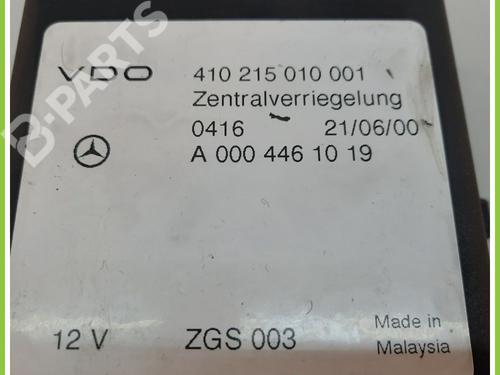 B-PARTS
VDO 410 215 010 001
Zentralverriegelung
0416 21/06/00
A 000 446 10 19
12 V ZGS 003 Made in
Malaysia